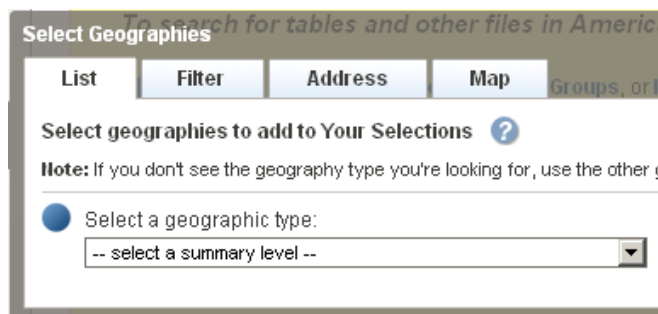 To search for tables and other files in Americ
Select Geographies
List Filter Address Map
Groups, or
Select geographies to add to Your Selections ?
Note: If you don't see the geography type you're looking for, use the other
Select a geographic type:
-- select a summary level --